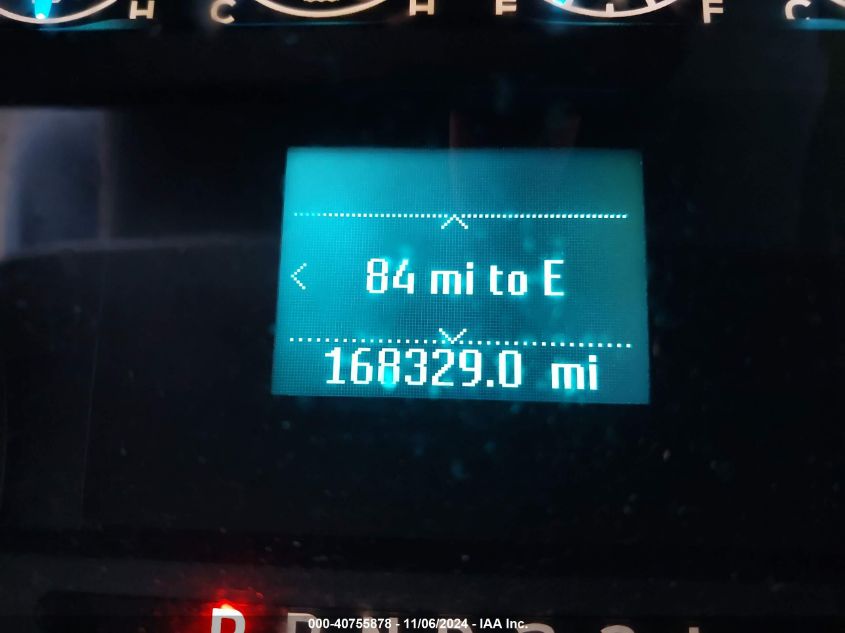 H C H E F C
84 mi to E
168329.0 mi
000-40755878 - 11/06/2024 - IAA Inc.